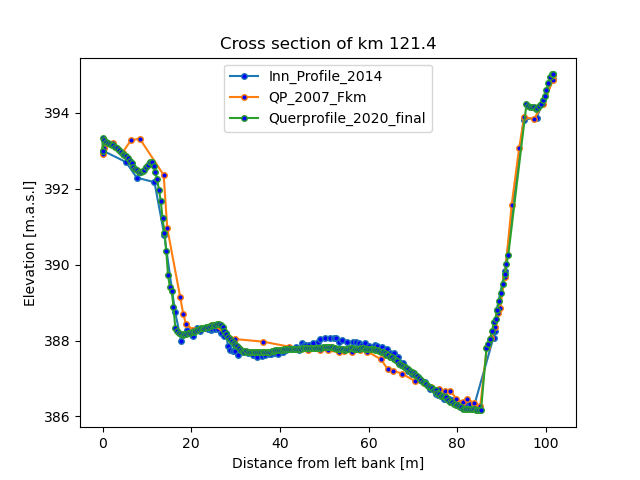 Cross section of km 121.4
Inn_Profile_2014
QP_2007_Fkm
Querprofile_2020_final
Elevation [m.a.s.l]
394
392
390
388
386
0 20 40 60 80 100
Distance from left bank [m]